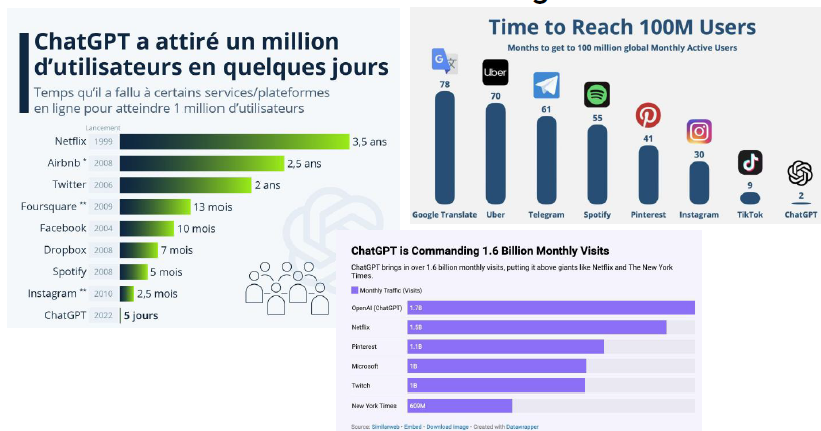 ChatGPT a attiré un million
d'utilisateurs en quelques jours
Temps qu'il a fallu à certains services/plateformes
en ligne pour atteindre 1 million d'utilisateurs
Lancement
Netflix 1999 3,5 ans
Airbnb * 2008 2,5 ans
Twitter 2006 2 ans
Foursquare ** 2009 13 mois
Facebook 2004 10 mois
Dropbox 2008 7 mois
Spotify 2008 5 mois
Instagram ** 2010 2,5 mois
ChatGPT 2022 5 jours
Time to Reach 100M Users
Months to get to 100 million global Monthly Active Users
G
Uber
78
70
61
55
41
30
9
2
Google Translate Uber Telegram Spotify Pinterest Instagram TikTok ChatGPT
ChatGPT is Commanding 1.6 Billion Monthly Visits
ChatGPT brings in over 1.6 billion monthly visits, putting it above giants like Netflix and The New York
Times.
Monthly Traffic (Visits)
OpenAI (ChatGPT) 1.7B
Netflix
Pinterest 1.1B
Microsoft 1B
Twitch 1B
New York Times 609M
Source: Similarweb • Embed • Download image • Created with Datawrapper